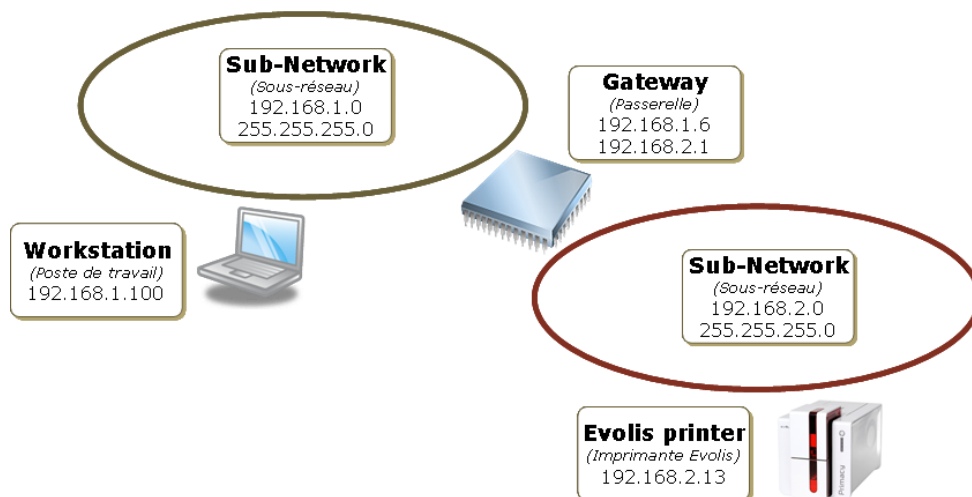 Sub-Network
(Sous-réseau)
192.168.1.0
255.255.255.0
Gateway
(Passerelle)
192.168.1.6
192.168.2.1
Workstation
(Poste de travail)
192.168.1.100
Sub-Network
(Sous-réseau)
192.168.2.0
255.255.255.0
Evolis printer
(Imprimante Evolis)
192.168.2.13
Primacy